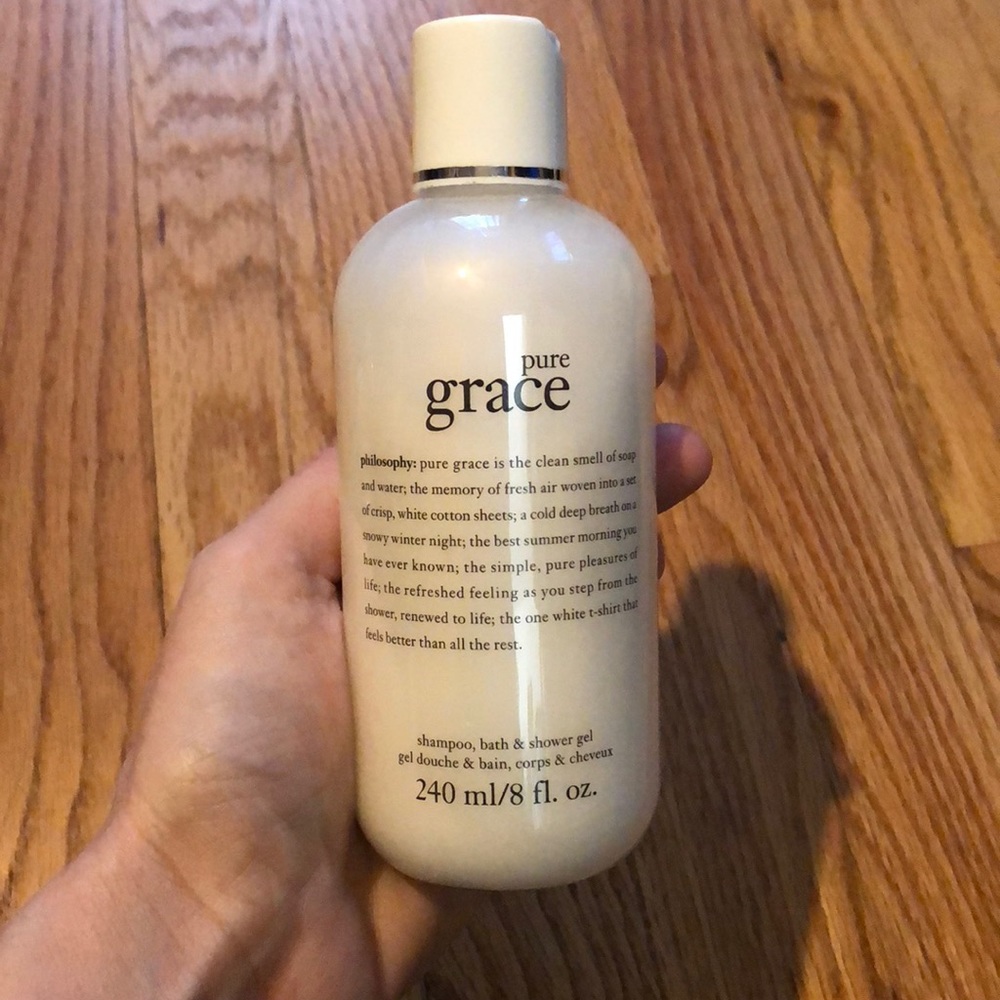 pure
grace
philosophy: pure grace is the clean smell of soap
and water; the memory of fresh air woven into a set
of crisp, white cotton sheets; a cold deep breath on a
snowy winter night; the best summer morning you
have ever known; the simple, pure pleasures of
life; the refreshed feeling as you step from the
shower, renewed to life; the one white t-shirt that
feels better than all the rest.
shampoo, bath & shower gel
gel douche & bain, corps & cheveux
240 ml/8 fl. oz.